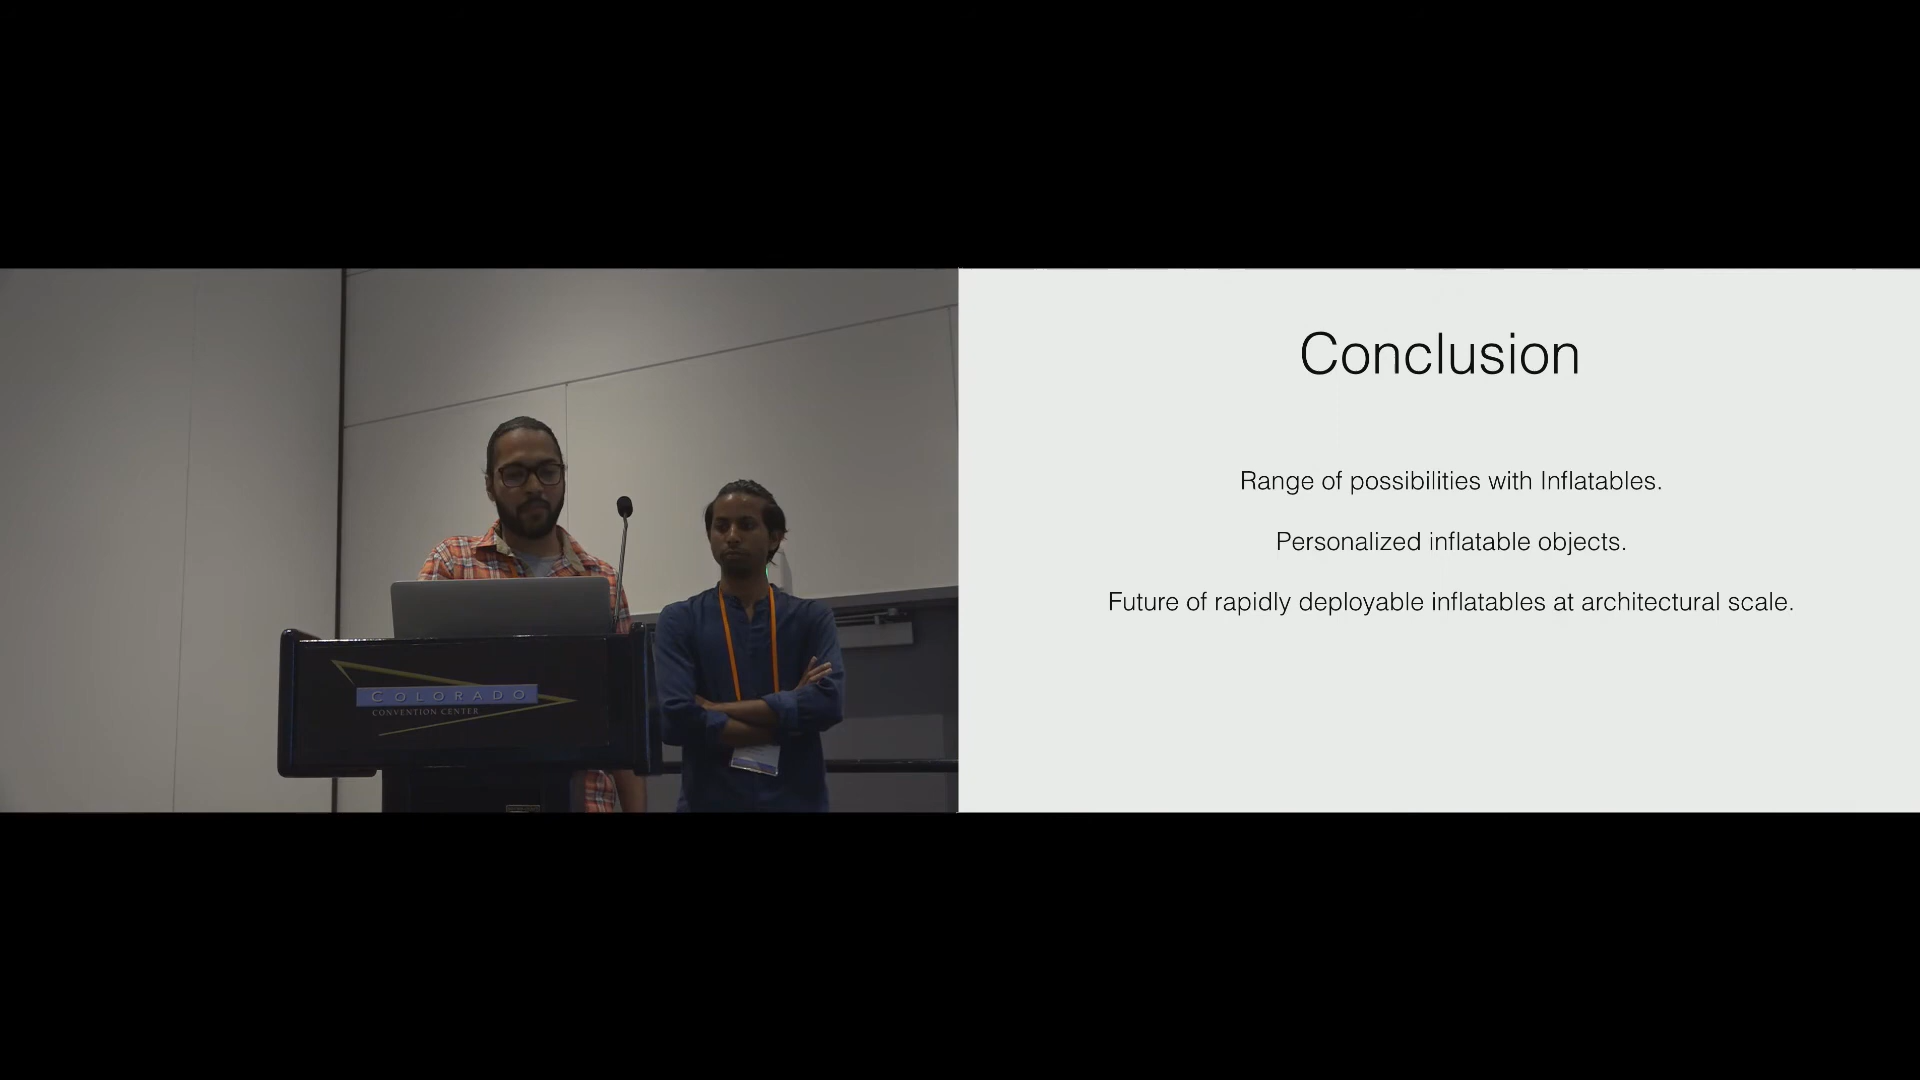 COLORADO
CONVENTION CENTER
Conclusion
Range of possibilities with Inflatables.
Personalized inflatable objects.
Future of rapidly deployable inflatables at architectural scale.